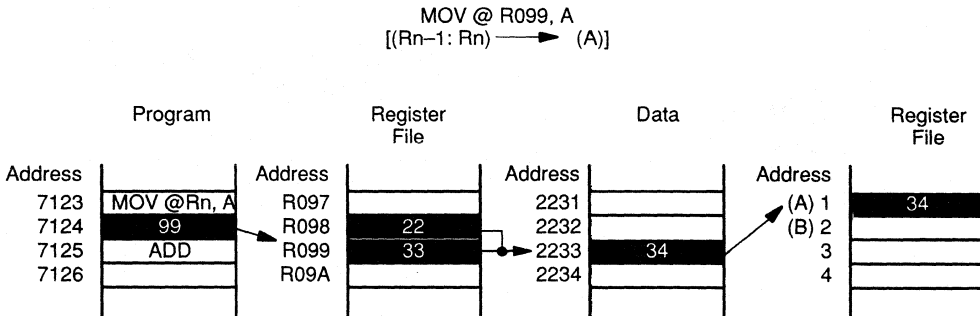 MOV @ R099, A
[(Rn–1: Rn) (A)]
Program Register File Data Register File
Address Address Address Address
7123 MOV @Rn, A R097 2231 (A) 1 34
7124 99 R098 22 2232 (B) 2
7125 ADD R099 33 2233 34 3
7126 R09A 2234 4